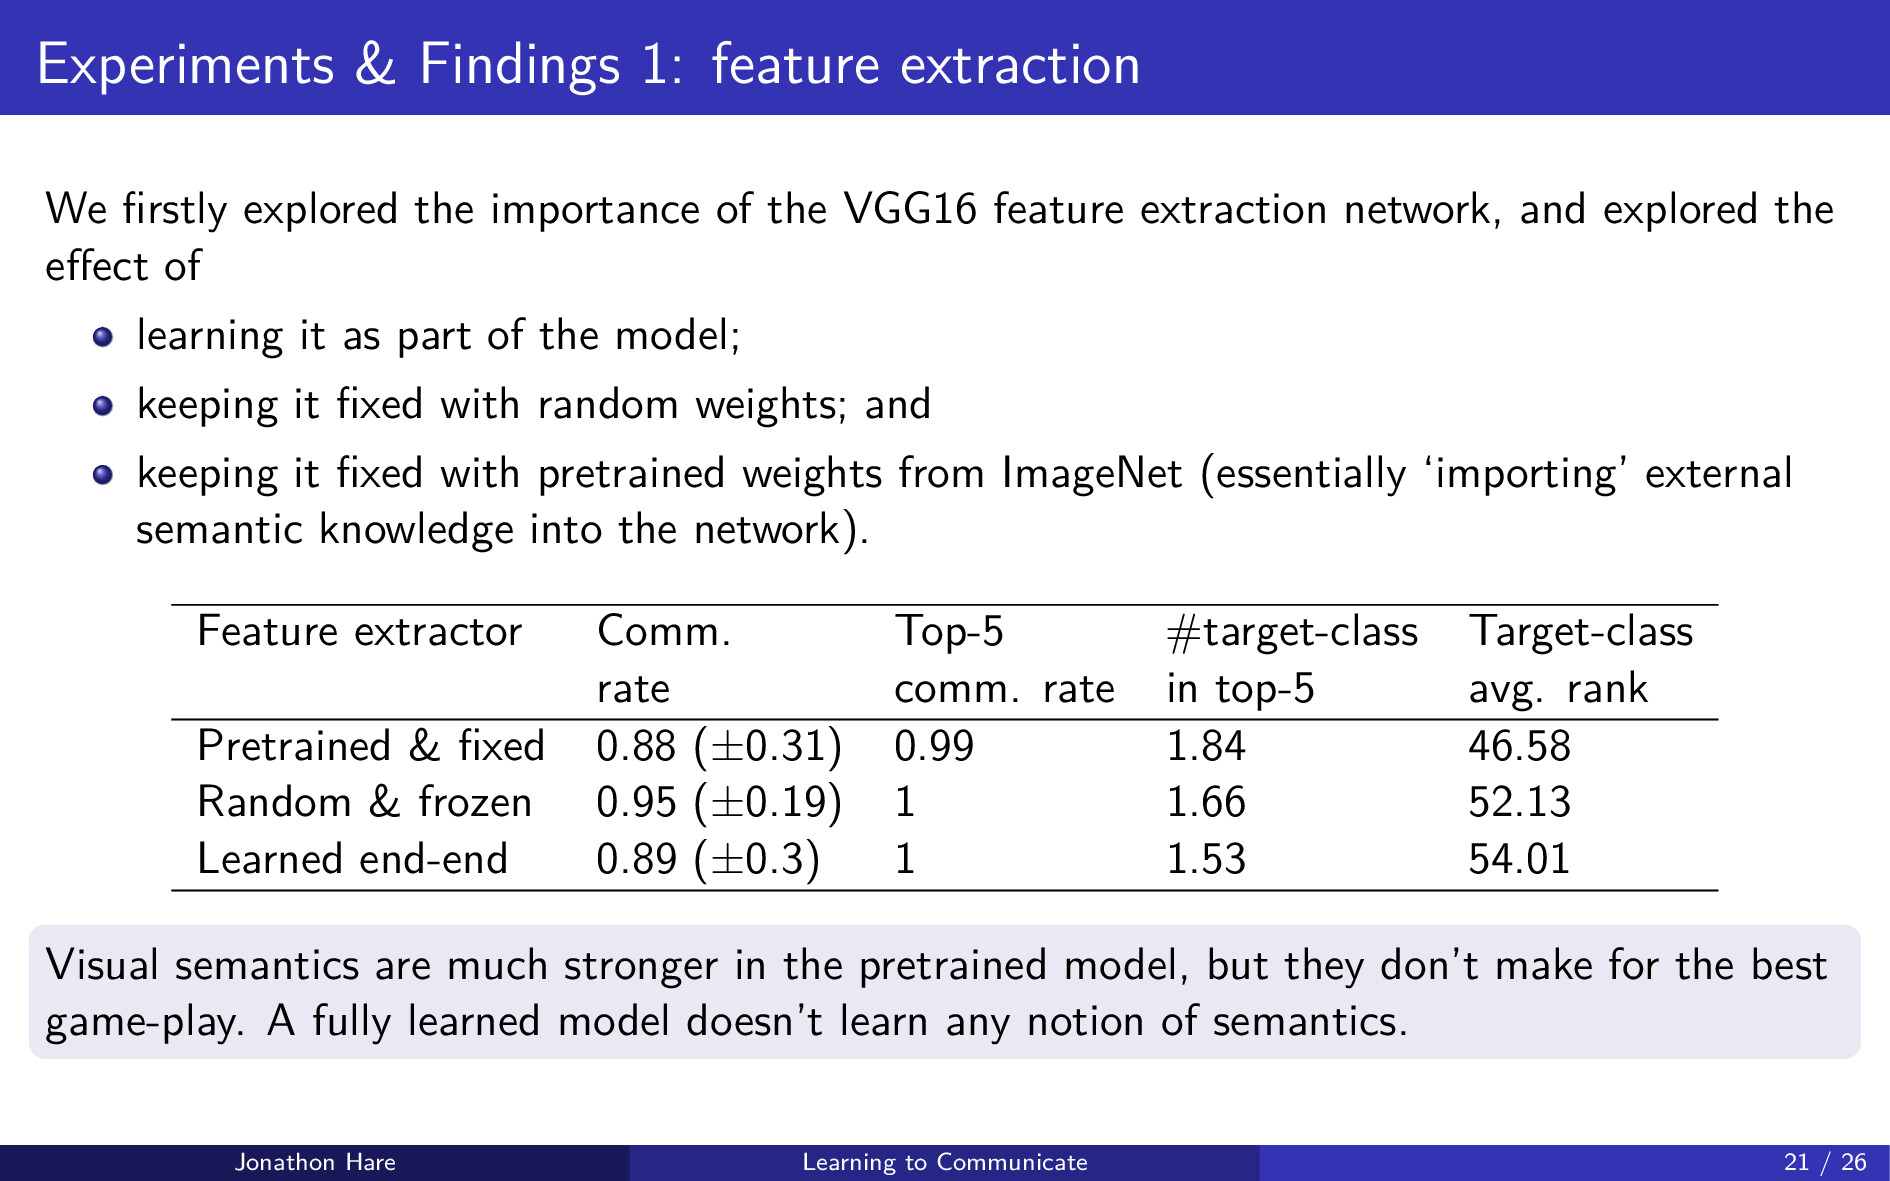 Experiments & Findings 1: feature extraction
We firstly explored the importance of the VGG16 feature extraction network, and explored the
effect of
learning it as part of the model;
keeping it fixed with random weights; and
keeping it fixed with pretrained weights from ImageNet (essentially ‘importing’ external
semantic knowledge into the network).
Feature extractor Comm. Top-5 #target-class Target-class
rate comm. rate in top-5 avg. rank
Pretrained & fixed 0.88 (±0.31) 0.99 1.84 46.58
Random & frozen 0.95 (±0.19) 1 1.66 52.13
Learned end-end 0.89 (±0.3) 1 1.53 54.01
Visual semantics are much stronger in the pretrained model, but they don’t make for the best
game-play. A fully learned model doesn’t learn any notion of semantics.
Jonathon Hare Learning to Communicate 21 / 26